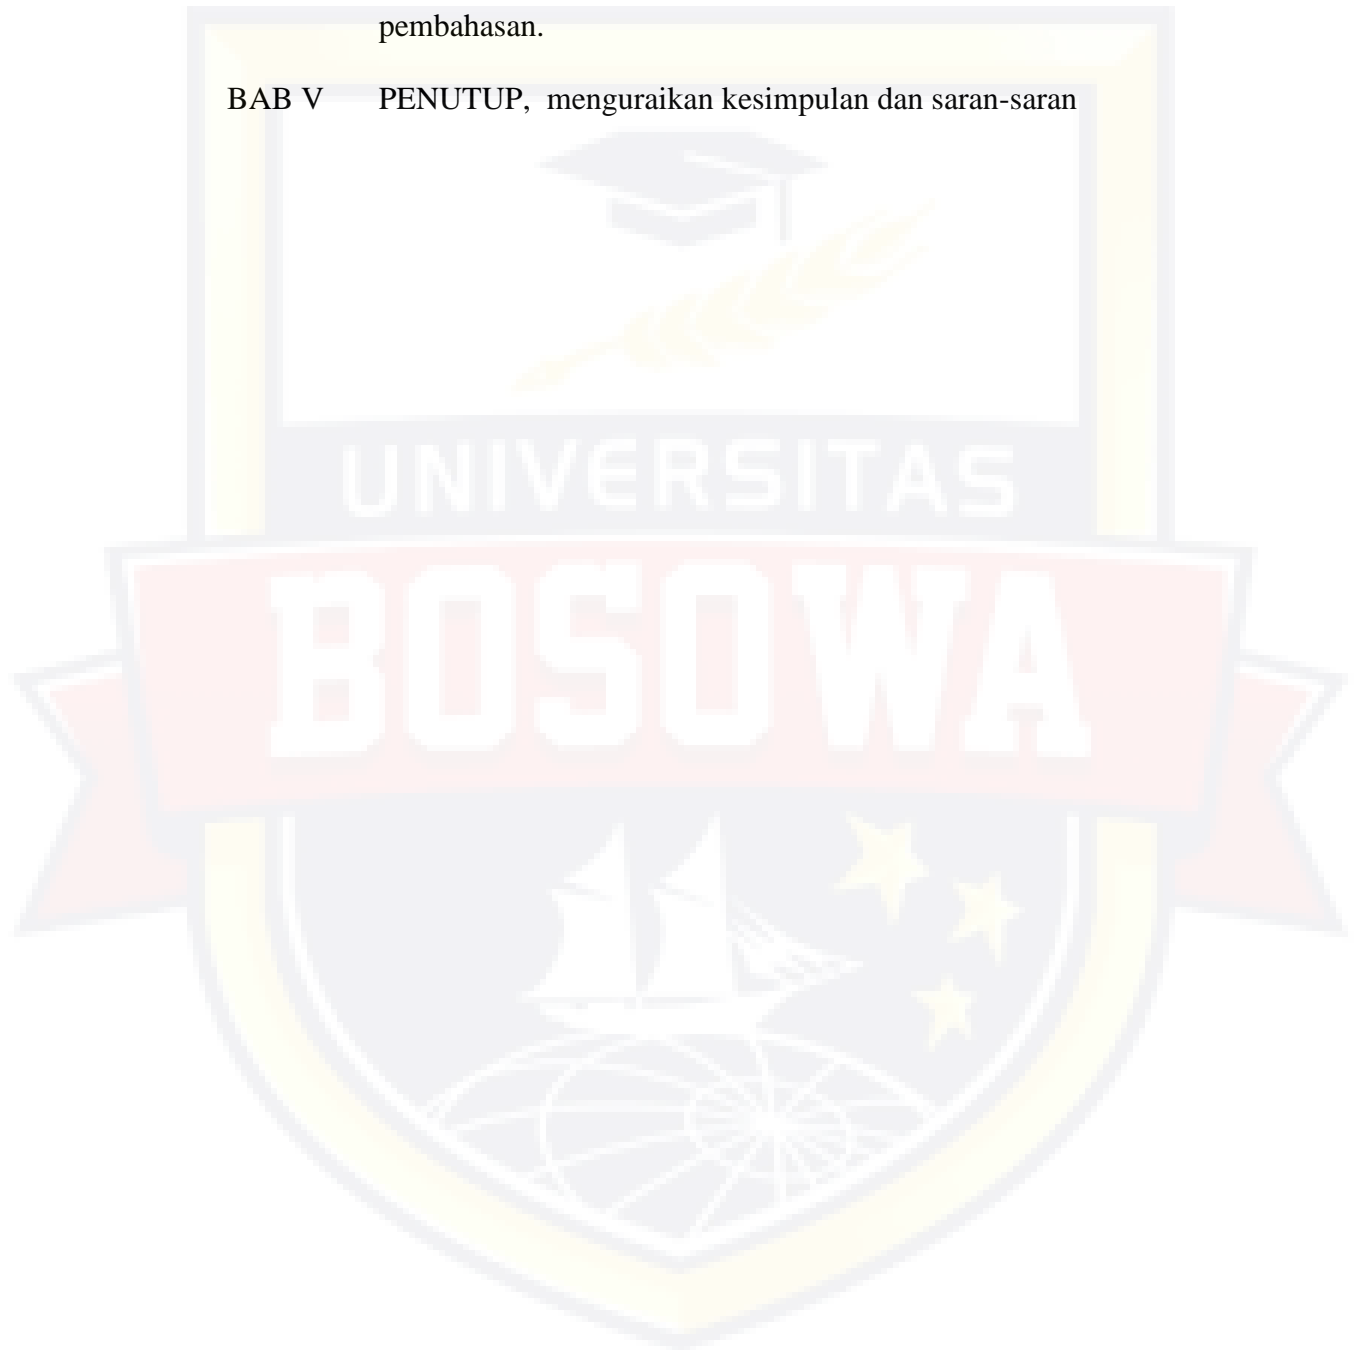 pembahasan.
BAB V PENUTUP, menguraikan kesimpulan dan saran-saran
UNIVERSITAS
BOSOWA